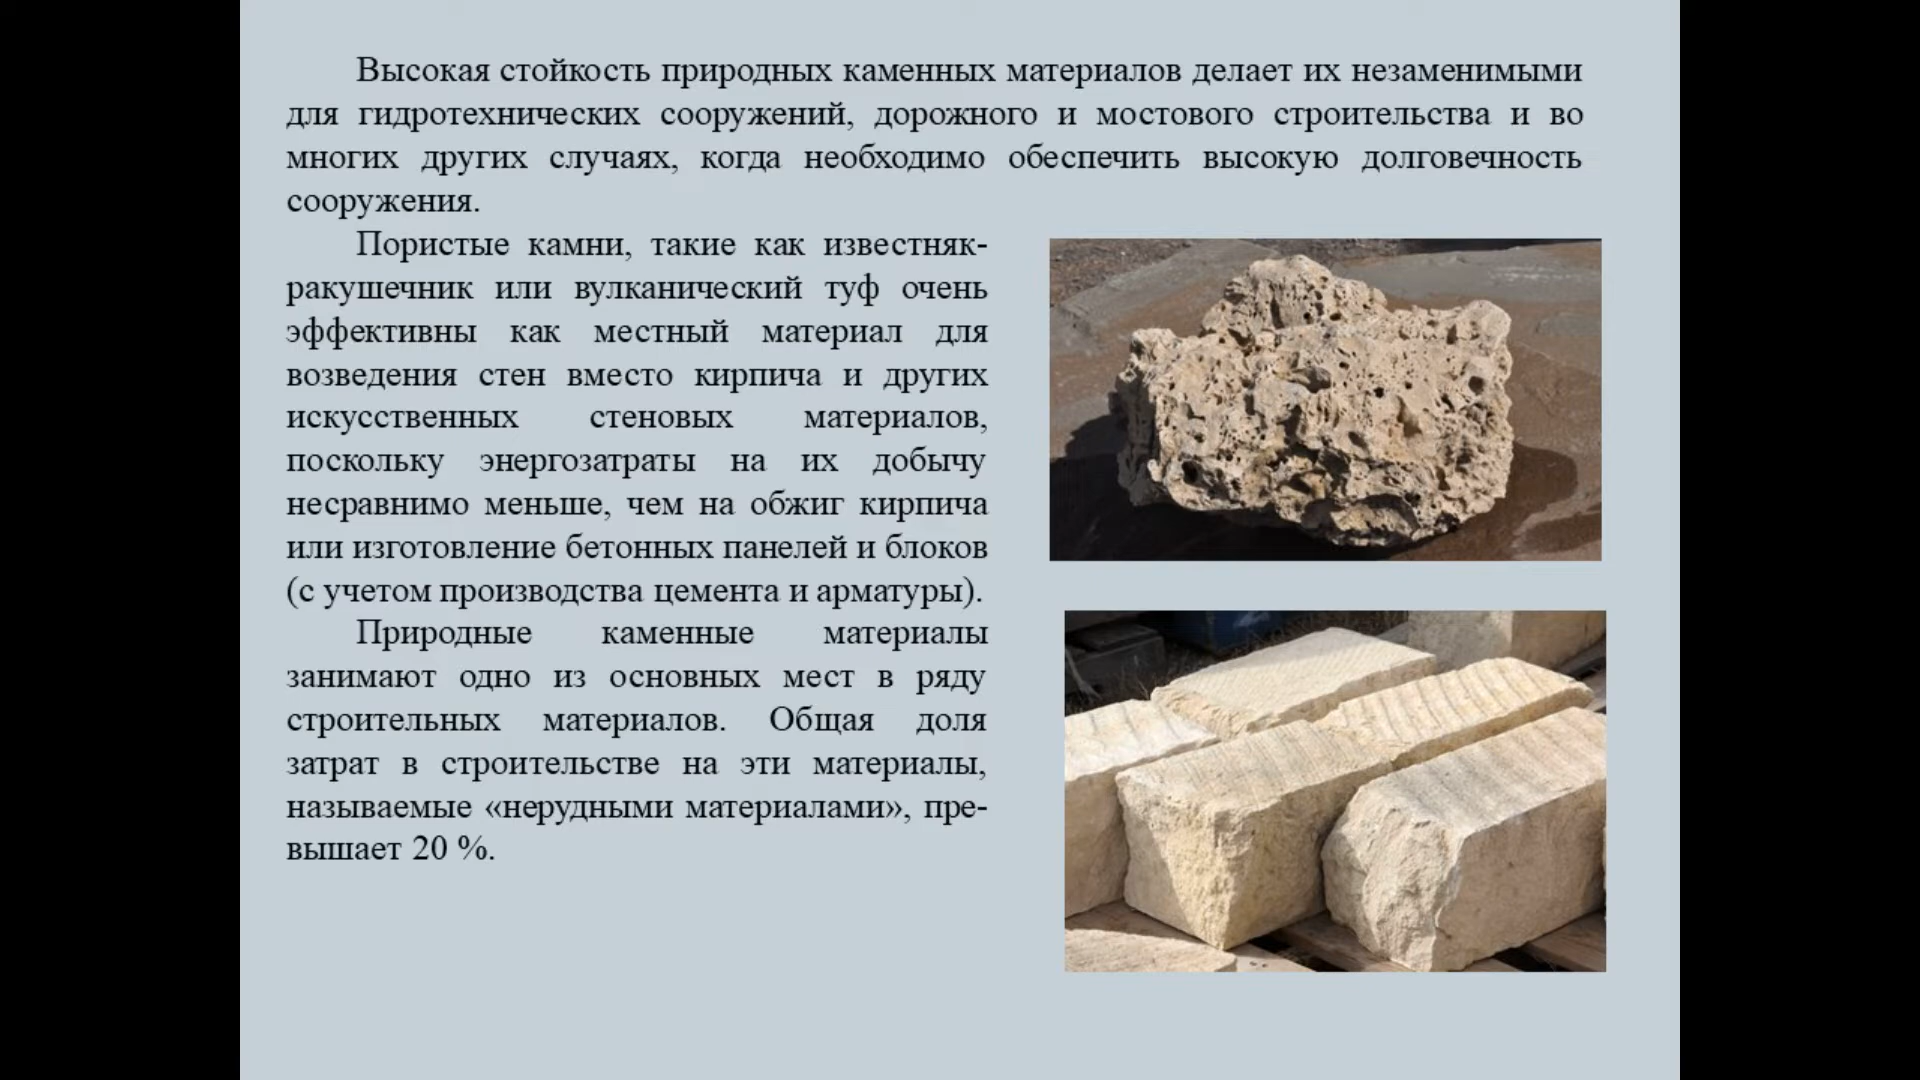 Высокая стойкость природных каменных материалов делает их незаменимыми
для гидротехнических сооружений, дорожного и мостового строительства и во
многих других случаях, когда необходимо обеспечить высокую долговечность
сооружения.
Пористые камни, такие как известняк-
ракушечник или вулканический туф очень
эффективны как местный материал для
возведения стен вместо кирпича и других
искусственных стеновых материалов,
поскольку энергозатраты на их добычу
несравнимо меньше, чем на обжиг кирпича
или изготовление бетонных панелей и блоков
(с учетом производства цемента и арматуры).
Природные каменные материалы
занимают одно из основных мест в ряду
строительных материалов. Общая доля
затрат в строительстве на эти материалы,
называемые «нерудными материалами», пре-
вышает 20 %.